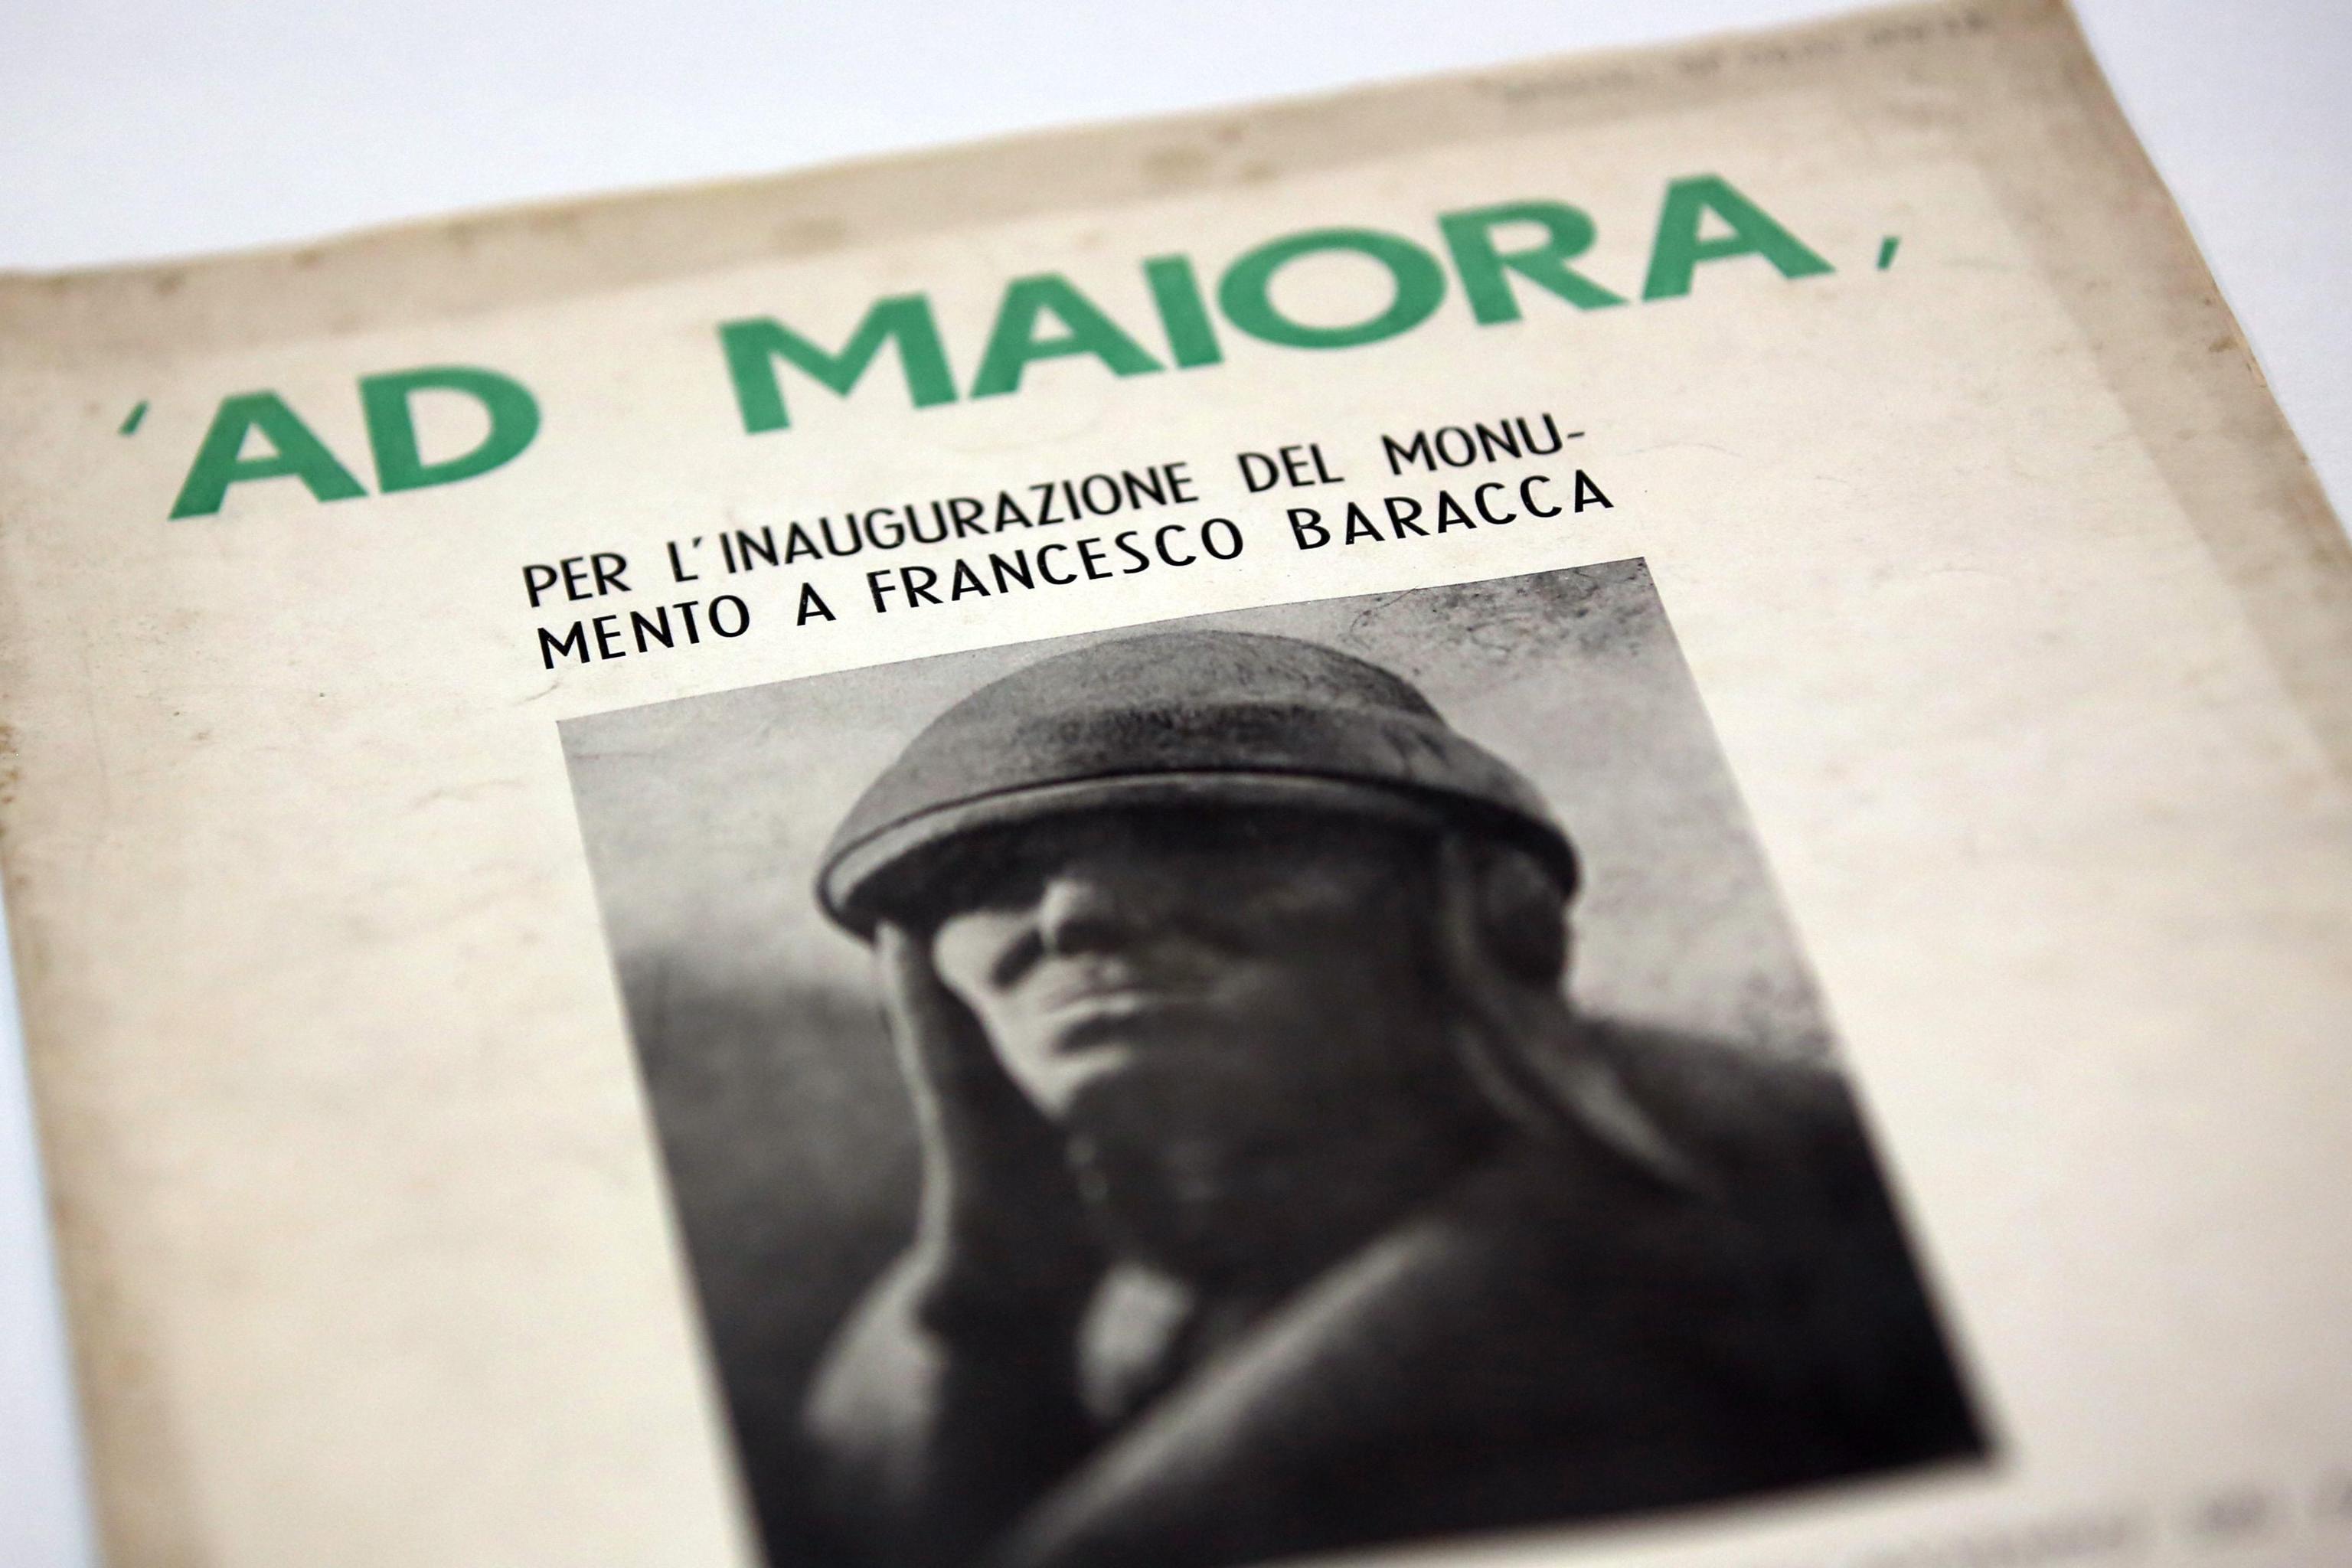 'AD MAIORA,
PER L'INAUGURAZIONE DEL MONU-
MENTO A FRANCESCO BARACCA